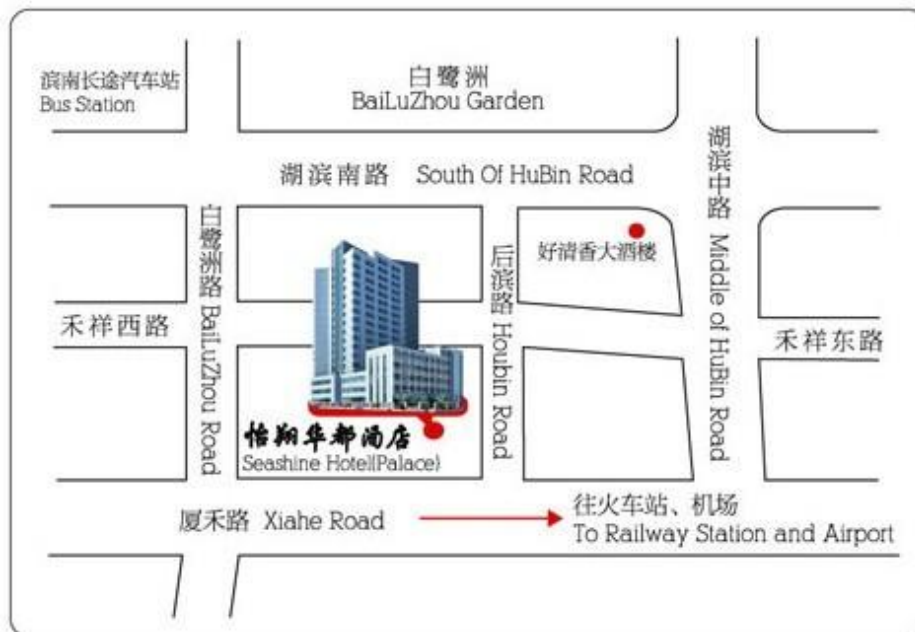 滨南长途汽车站
Bus Station
白鹭洲
BaiLuZhou Garden
湖滨南路 South Of HuBin Road
湖滨中路 Middle of HuBin Road
白鹭洲路 BaiLuZhou Road
后滨路 Houbin Road
好清香大酒楼
禾祥西路
禾祥东路
怡翔华都酒店
Seashine Hotel(Palace)
厦禾路 Xiahe Road
往火车站、机场
To Railway Station and Airport